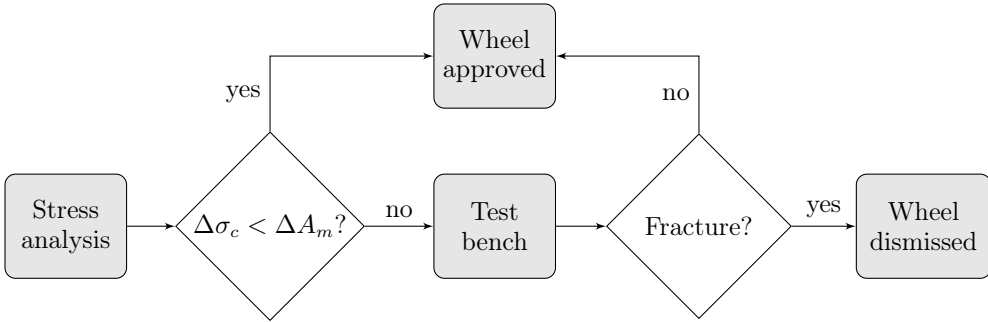 Wheel
approved
yes
no
Stress
analysis
Δσ_c < ΔA_m?
no
Test
bench
Fracture?
yes
Wheel
dismissed